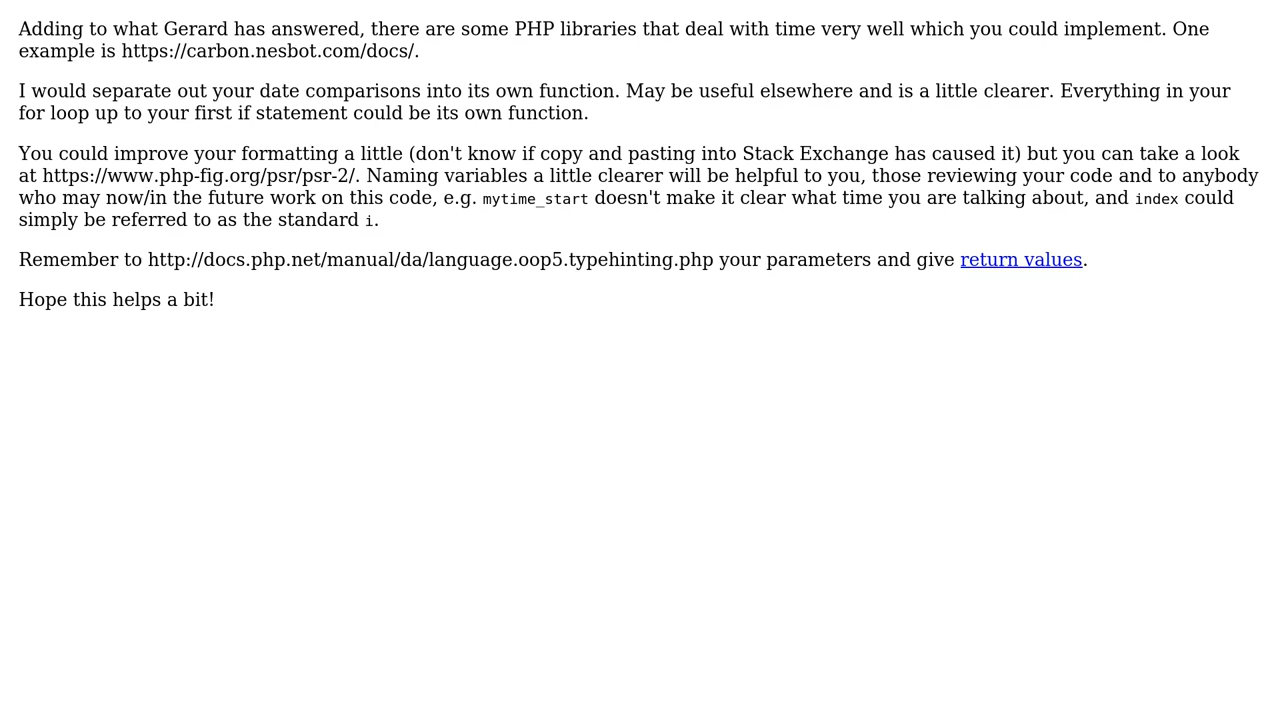 Adding to what Gerard has answered, there are some PHP libraries that deal with time very well which you could implement. One
example is https://carbon.nesbot.com/docs/.
I would separate out your date comparisons into its own function. May be useful elsewhere and is a little clearer. Everything in your
for loop up to your first if statement could be its own function.
You could improve your formatting a little (don't know if copy and pasting into Stack Exchange has caused it) but you can take a look
at https://www.php-fig.org/psr/psr-2/. Naming variables a little clearer will be helpful to you, those reviewing your code and to anybody
who may now/in the future work on this code, e.g. mytime_start doesn't make it clear what time you are talking about, and index could
simply be referred to as the standard i.
Remember to http://docs.php.net/manual/da/language.oop5.typehinting.php your parameters and give return values.
Hope this helps a bit!